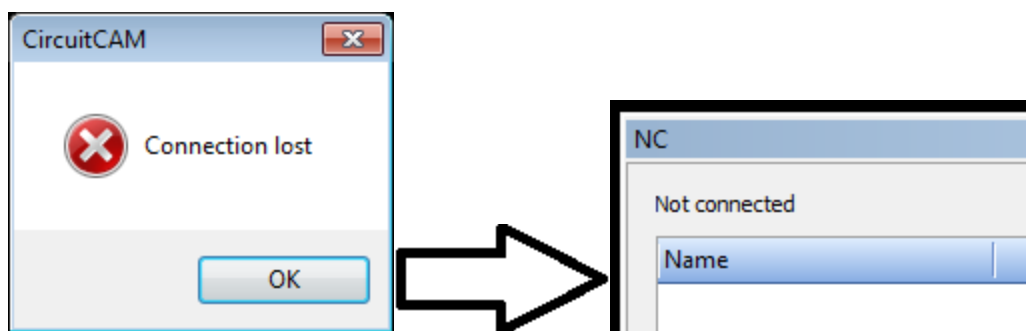 CircuitCAM
Connection lost
OK
NC
Not connected
Name